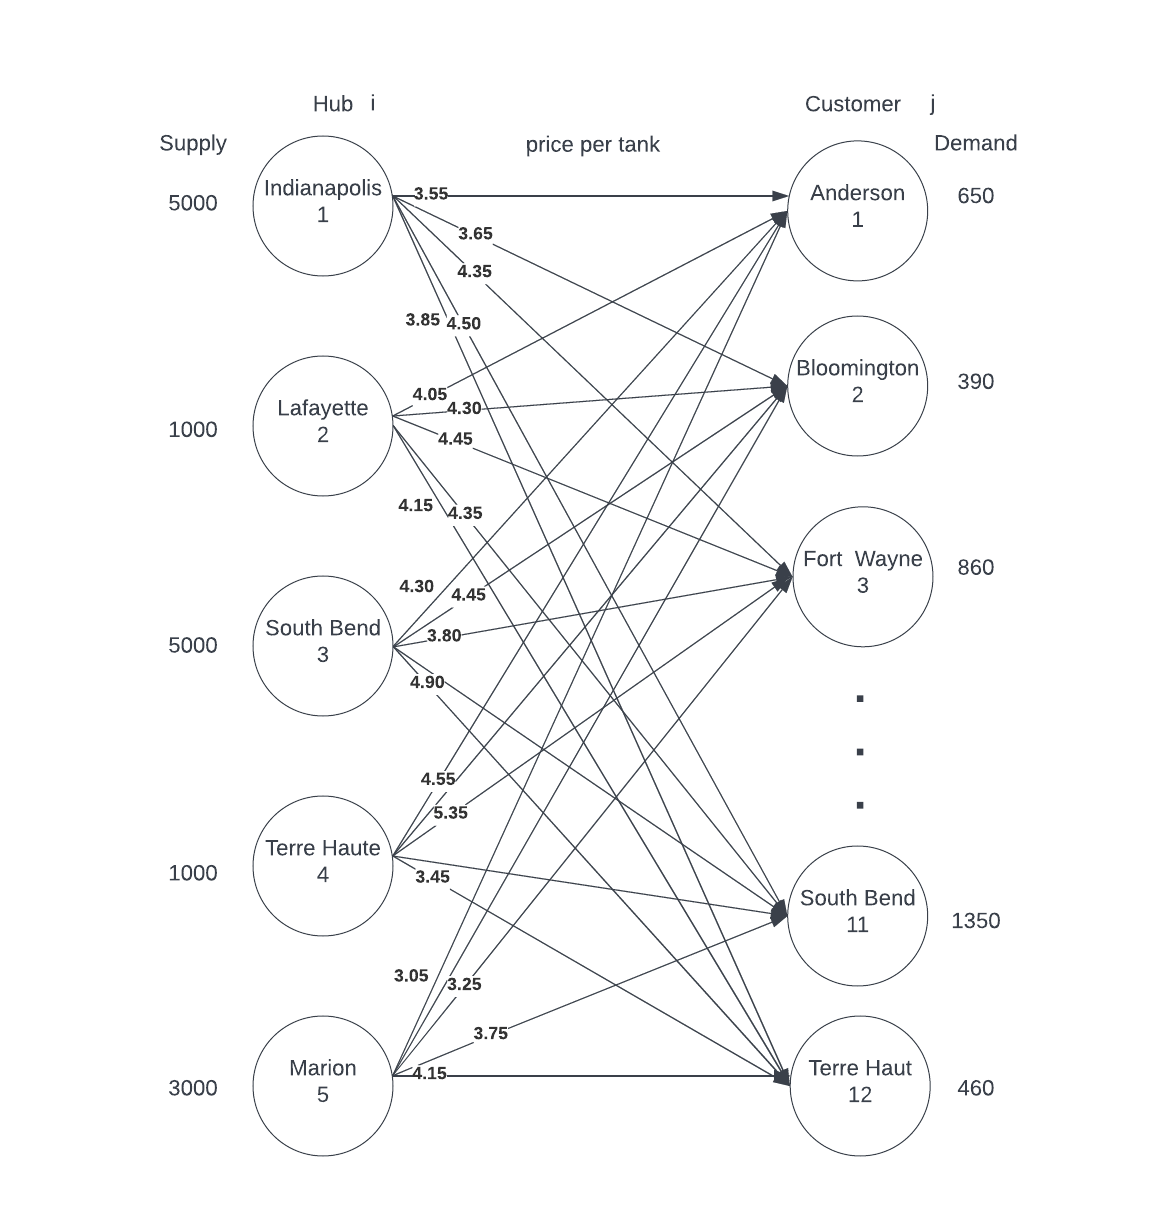 Hub i
Customer j
Supply
price per tank
Demand
5000
Indianapolis
1
3.55
Anderson
1
650
3.65
4.35
3.85
4.50
Bloomington
2
390
1000
Lafayette
2
4.05
4.30
4.45
4.15
4.35
Fort Wayne
3
860
5000
South Bend
3
4.30
4.45
3.80
4.90
1000
Terre Haute
4
4.55
5.35
3.45
South Bend
11
1350
3000
Marion
5
3.05
3.25
3.75
4.15
Terre Haut
12
460